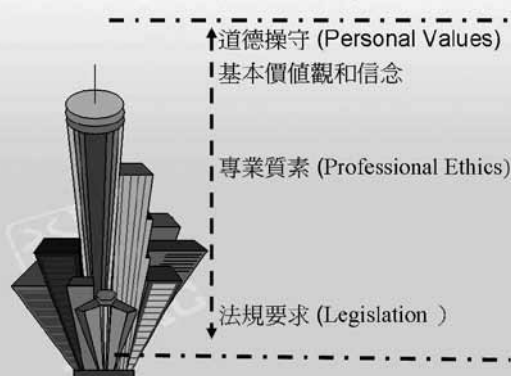 道德操守 (Personal Values)
基本價值觀和信念
專業質素 (Professional Ethics)
法規要求 (Legislation )